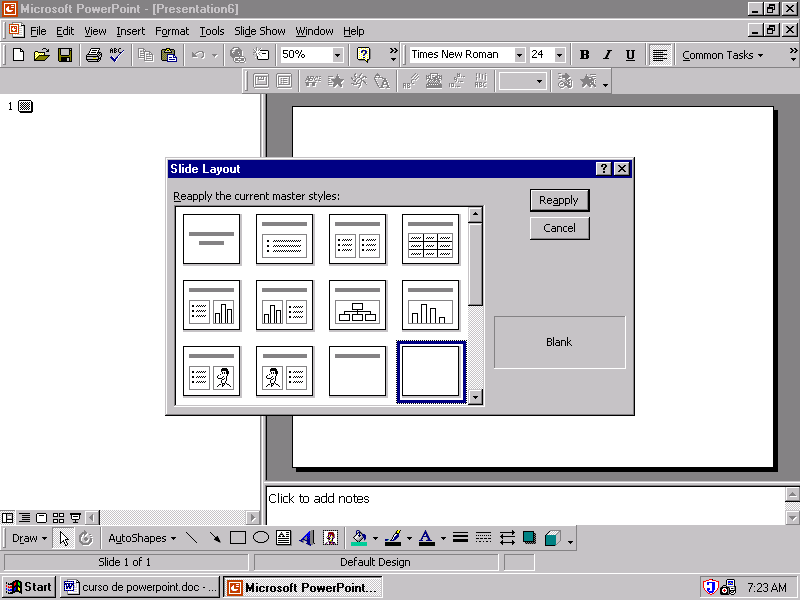 Microsoft PowerPoint - [Presentation6]
File Edit View Insert Format Tools Slide Show Window Help
50% Times New Roman 24 B I U Common Tasks
1
Slide Layout
Reapply the current master styles:
Reapply
Cancel
Blank
Click to add notes
Draw AutoShapes
Slide 1 of 1 Default Design
Start curso de powerpoint.doc - ... Microsoft PowerPoint... 7:23 AM